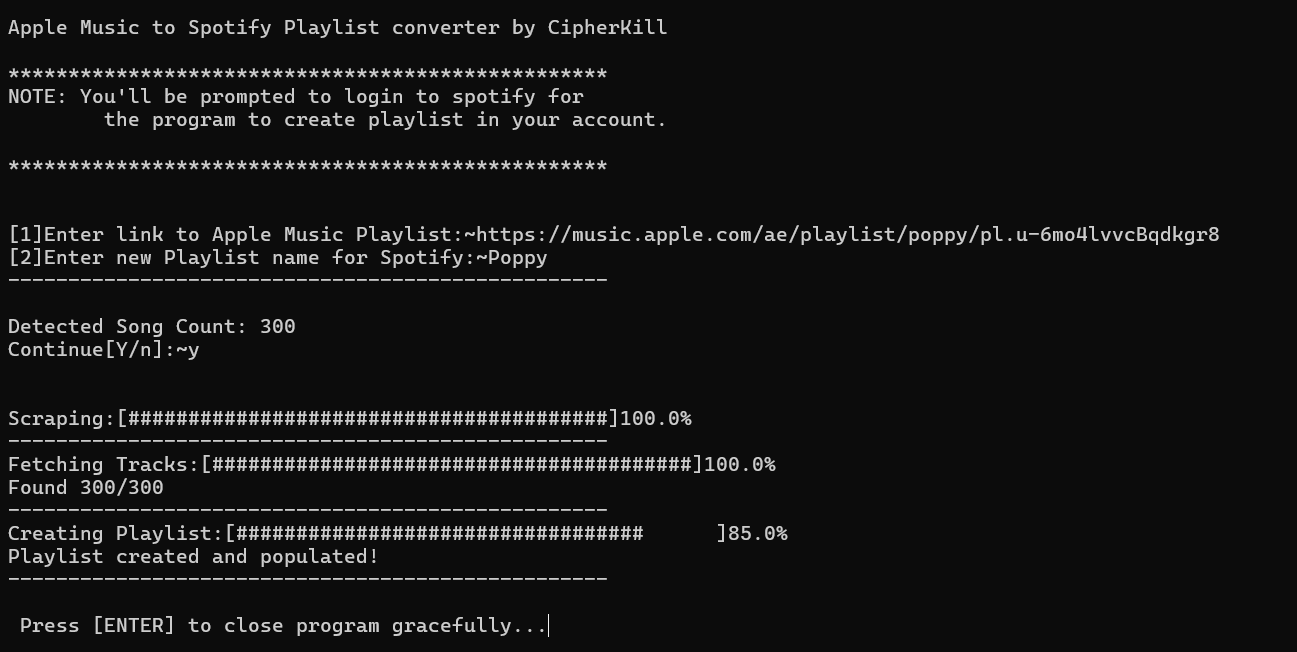 Apple Music to Spotify Playlist converter by CipherKill
**************************************************
NOTE: You'll be prompted to login to spotify for
        the program to create playlist in your account.
**************************************************
[1]Enter link to Apple Music Playlist:~https://music.apple.com/ae/playlist/poppy/pl.u-6mo4lvvcBqdkgr8
[2]Enter new Playlist name for Spotify:~Poppy
--------------------------------------------------
Detected Song Count: 300
Continue[Y/n]:~y
Scraping:[########################################]100.0%
--------------------------------------------------
Fetching Tracks:[########################################]100.0%
Found 300/300
--------------------------------------------------
Creating Playlist:[##################################      ]85.0%
Playlist created and populated!
--------------------------------------------------
 Press [ENTER] to close program gracefully...